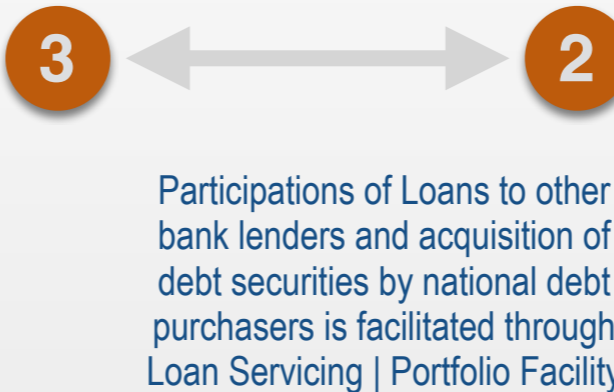 3 2
Participations of Loans to other
bank lenders and acquisition of
debt securities by national debt
purchasers is facilitated through
Loan Servicing | Portfolio Facility